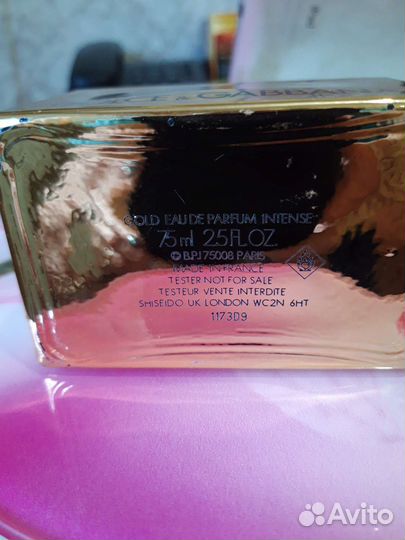 GOLD EAU DE PARFUM INTENSE
75 ml 2.5 FL.OZ.
© B.P.I 75008 PARIS
MADE IN FRANCE
TESTER NOT FOR SALE
TESTEUR VENTE INTERDITE
SHISEIDO UK LONDON WC2N 6HT
1173D9
Avito